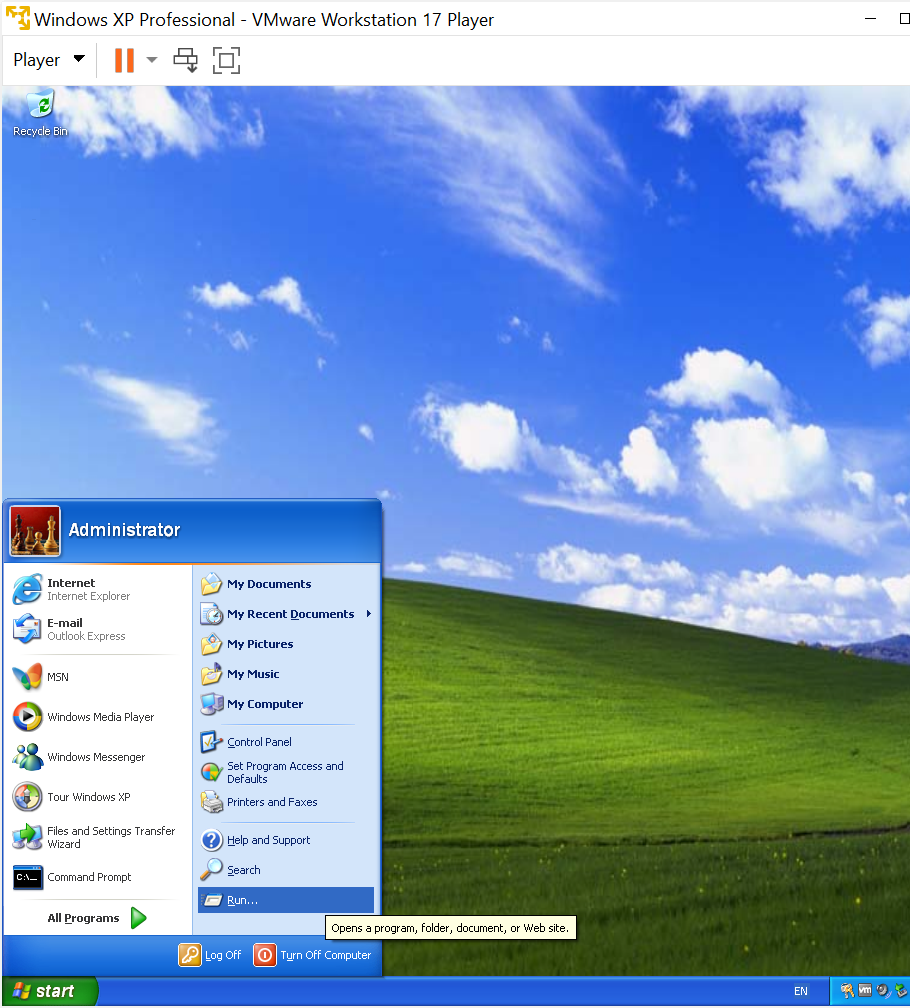 Windows XP Professional - VMware Workstation 17 Player
Player
Recycle Bin
Administrator
Internet
Internet Explorer
E-mail
Outlook Express
MSN
Windows Media Player
Windows Messenger
Tour Windows XP
Files and Settings Transfer
Wizard
C:\_
Command Prompt
All Programs
My Documents
My Recent Documents
My Pictures
My Music
My Computer
Control Panel
Set Program Access and
Defaults
Printers and Faxes
Help and Support
Search
Run...
Opens a program, folder, document, or Web site.
Log Off
Turn Off Computer
start
EN
vm